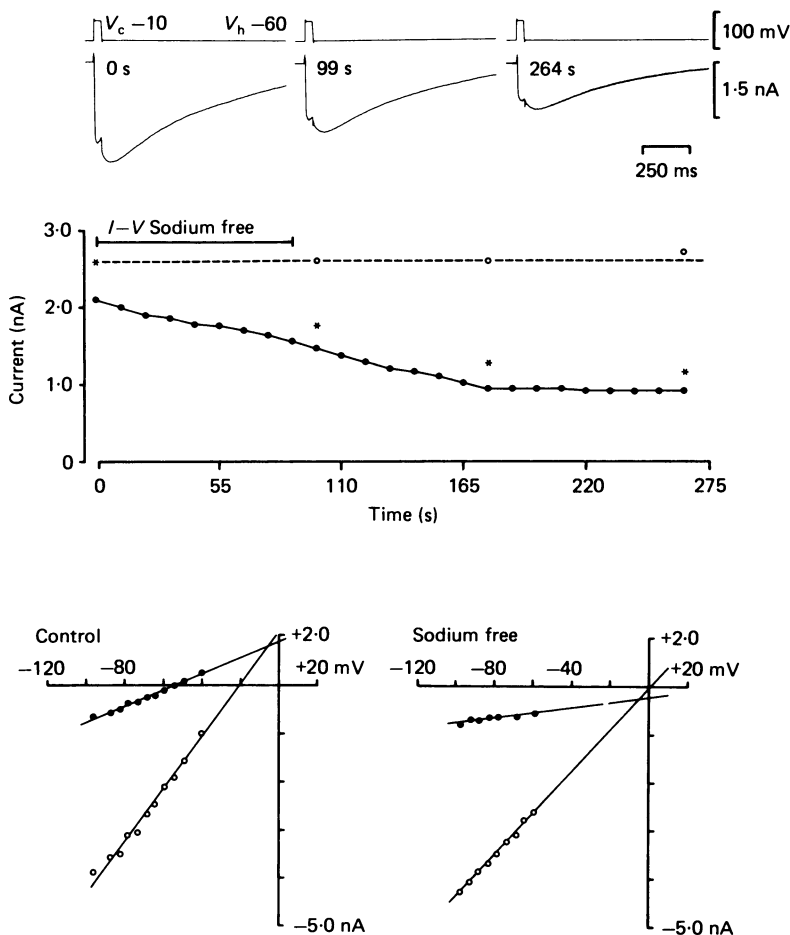 Vc −10 Vh −60
100 mV
0 s 99 s 264 s
1·5 nA
250 ms
3·0
I–V Sodium free
2·0
1·0
0
Current (nA)
0 55 110 165 220 275
Time (s)
Control +2·0
−120 −80 +20 mV
−5·0 nA
Sodium free +2·0
−120 −80 −40 +20 mV
−5·0 nA